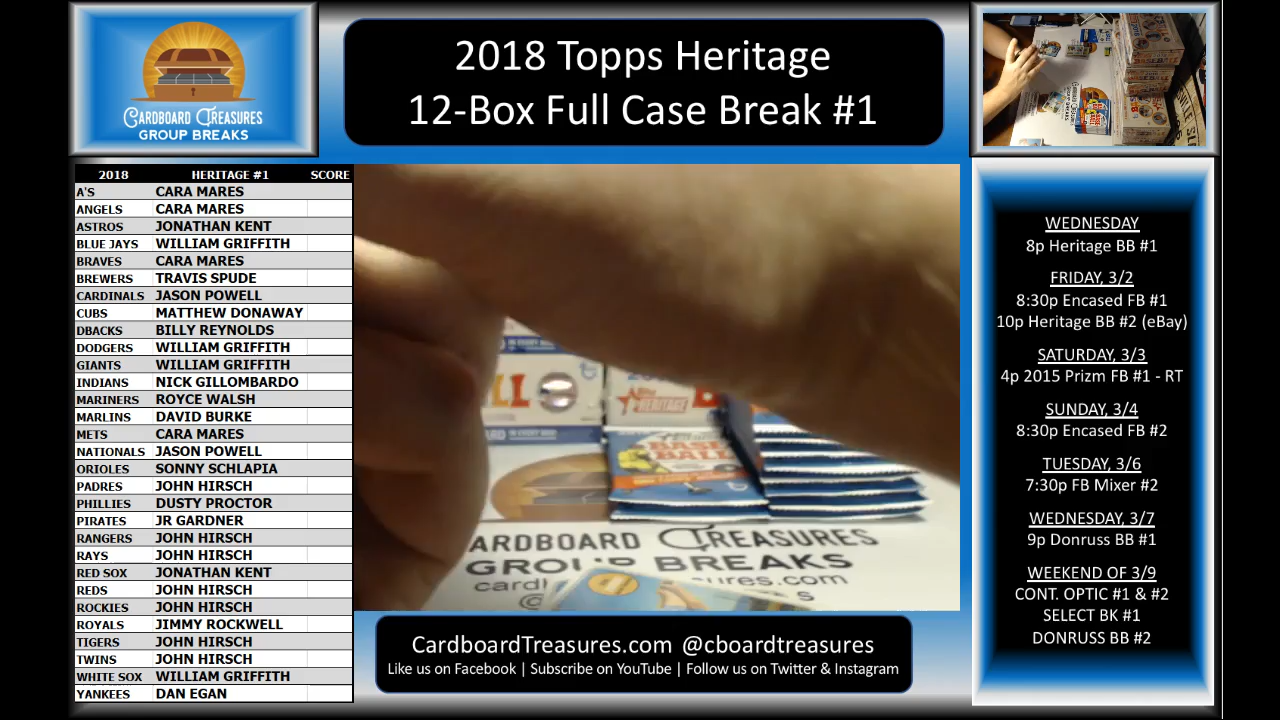 CARDBOARD TREASURES
GROUP BREAKS
2018 Topps Heritage
12-Box Full Case Break #1
2018 HERITAGE #1 SCORE
A'S CARA MARES
ANGELS CARA MARES
ASTROS JONATHAN KENT
BLUE JAYS WILLIAM GRIFFITH
BRAVES CARA MARES
BREWERS TRAVIS SPUDE
CARDINALS JASON POWELL
CUBS MATTHEW DONAWAY
DBACKS BILLY REYNOLDS
DODGERS WILLIAM GRIFFITH
GIANTS WILLIAM GRIFFITH
INDIANS NICK GILLOMBARDO
MARINERS ROYCE WALSH
MARLINS DAVID BURKE
METS CARA MARES
NATIONALS JASON POWELL
ORIOLES SONNY SCHLAPIA
PADRES JOHN HIRSCH
PHILLIES DUSTY PROCTOR
PIRATES JR GARDNER
RANGERS JOHN HIRSCH
RAYS JOHN HIRSCH
RED SOX JONATHAN KENT
REDS JOHN HIRSCH
ROCKIES JOHN HIRSCH
ROYALS JIMMY ROCKWELL
TIGERS JOHN HIRSCH
TWINS JOHN HIRSCH
WHITE SOX WILLIAM GRIFFITH
YANKEES DAN EGAN
HERITAGE
BASE
BALL
ARDBOARD TREASURES
GROUP BREAKS
CardboardTreasures.com @cboardtreasures
Like us on Facebook | Subscribe on YouTube | Follow us on Twitter & Instagram
WEDNESDAY
8p Heritage BB #1
FRIDAY, 3/2
8:30p Encased FB #1
10p Heritage BB #2 (eBay)
SATURDAY, 3/3
4p 2015 Prizm FB #1 - RT
SUNDAY, 3/4
8:30p Encased FB #2
TUESDAY, 3/6
7:30p FB Mixer #2
WEDNESDAY, 3/7
9p Donruss BB #1
WEEKEND OF 3/9
CONT. OPTIC #1 & #2
SELECT BK #1
DONRUSS BB #2